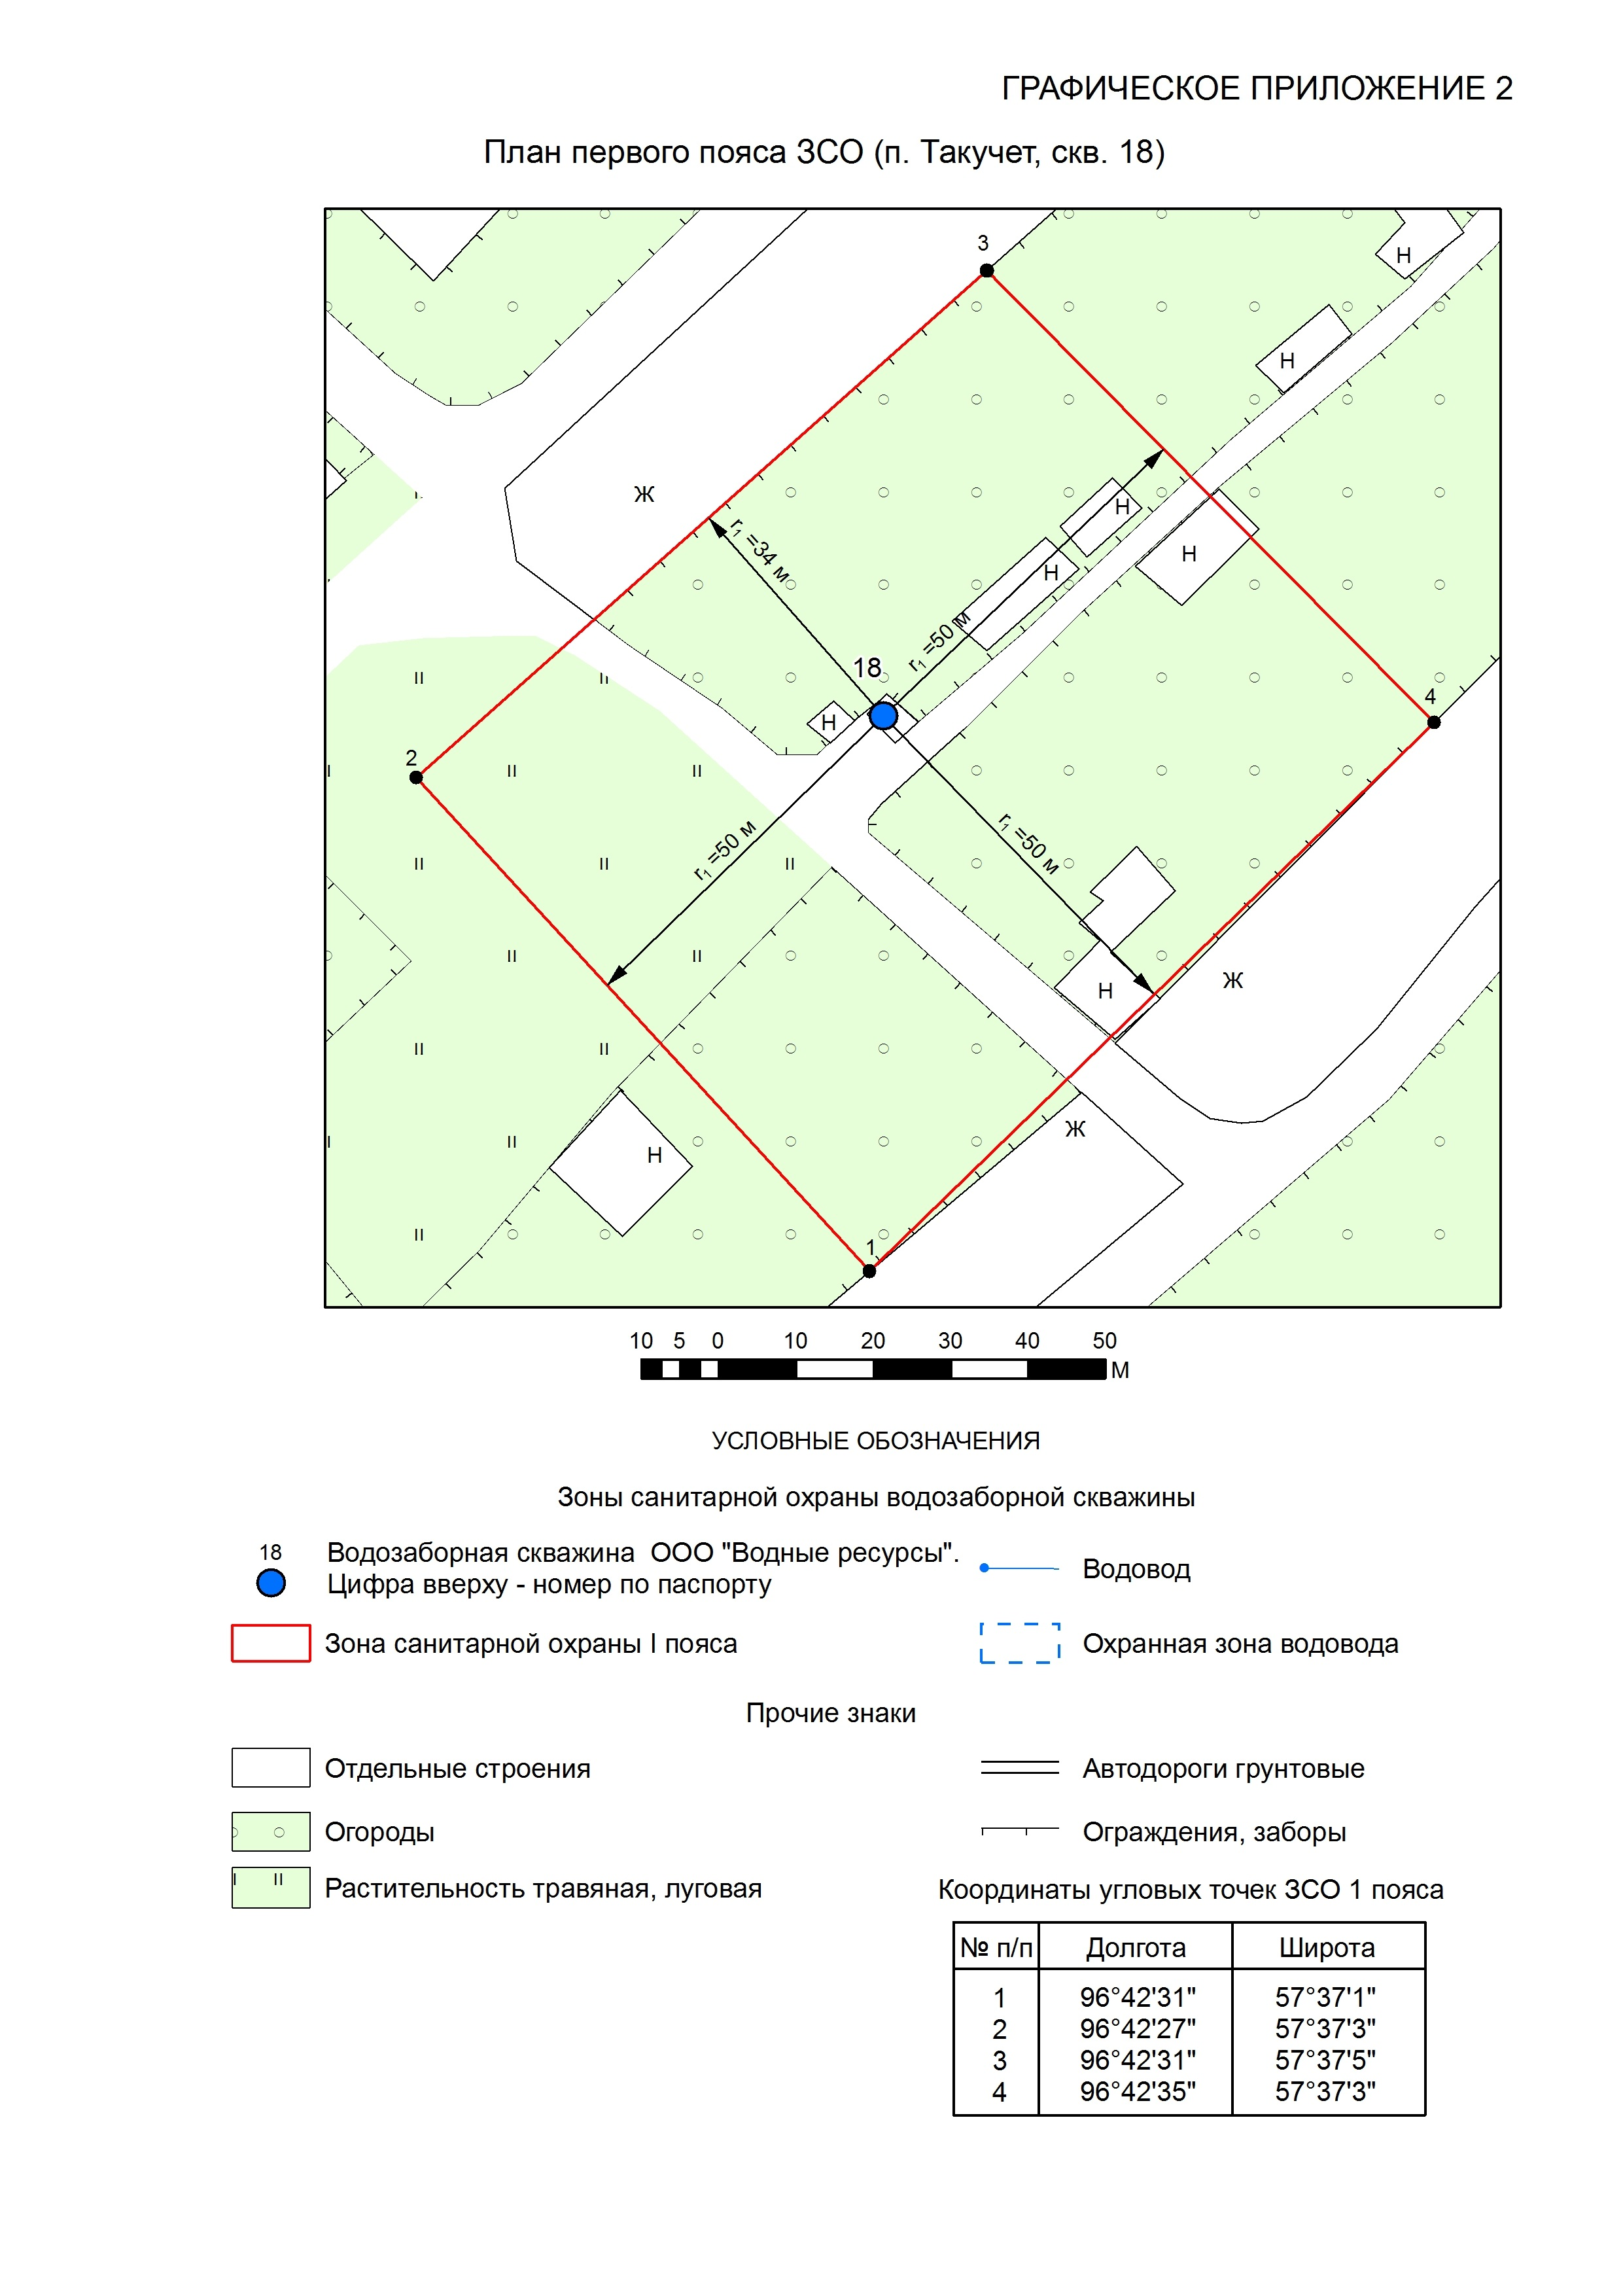 ГРАФИЧЕСКОЕ ПРИЛОЖЕНИЕ 2
План первого пояса ЗСО (п. Такучет, скв. 18)
3
Н
Н
Ж
Н
r1 =34 м
Н
Н
r1 =50 м
18
4
Н
2
r1 =50 м
r1 =50 м
Н
Ж
Ж
Н
1
10 5 0 10 20 30 40 50
М
УСЛОВНЫЕ ОБОЗНАЧЕНИЯ
Зоны санитарной охраны водозаборной скважины
18
Водозаборная скважина ООО "Водные ресурсы".
Цифра вверху - номер по паспорту
Водовод
Зона санитарной охраны I пояса
Охранная зона водовода
Прочие знаки
Отдельные строения
Автодороги грунтовые
Огороды
Ограждения, заборы
Растительность травяная, луговая
Координаты угловых точек ЗСО 1 пояса
№ п/п Долгота Широта
1 96°42'31" 57°37'1"
2 96°42'27" 57°37'3"
3 96°42'31" 57°37'5"
4 96°42'35" 57°37'3"